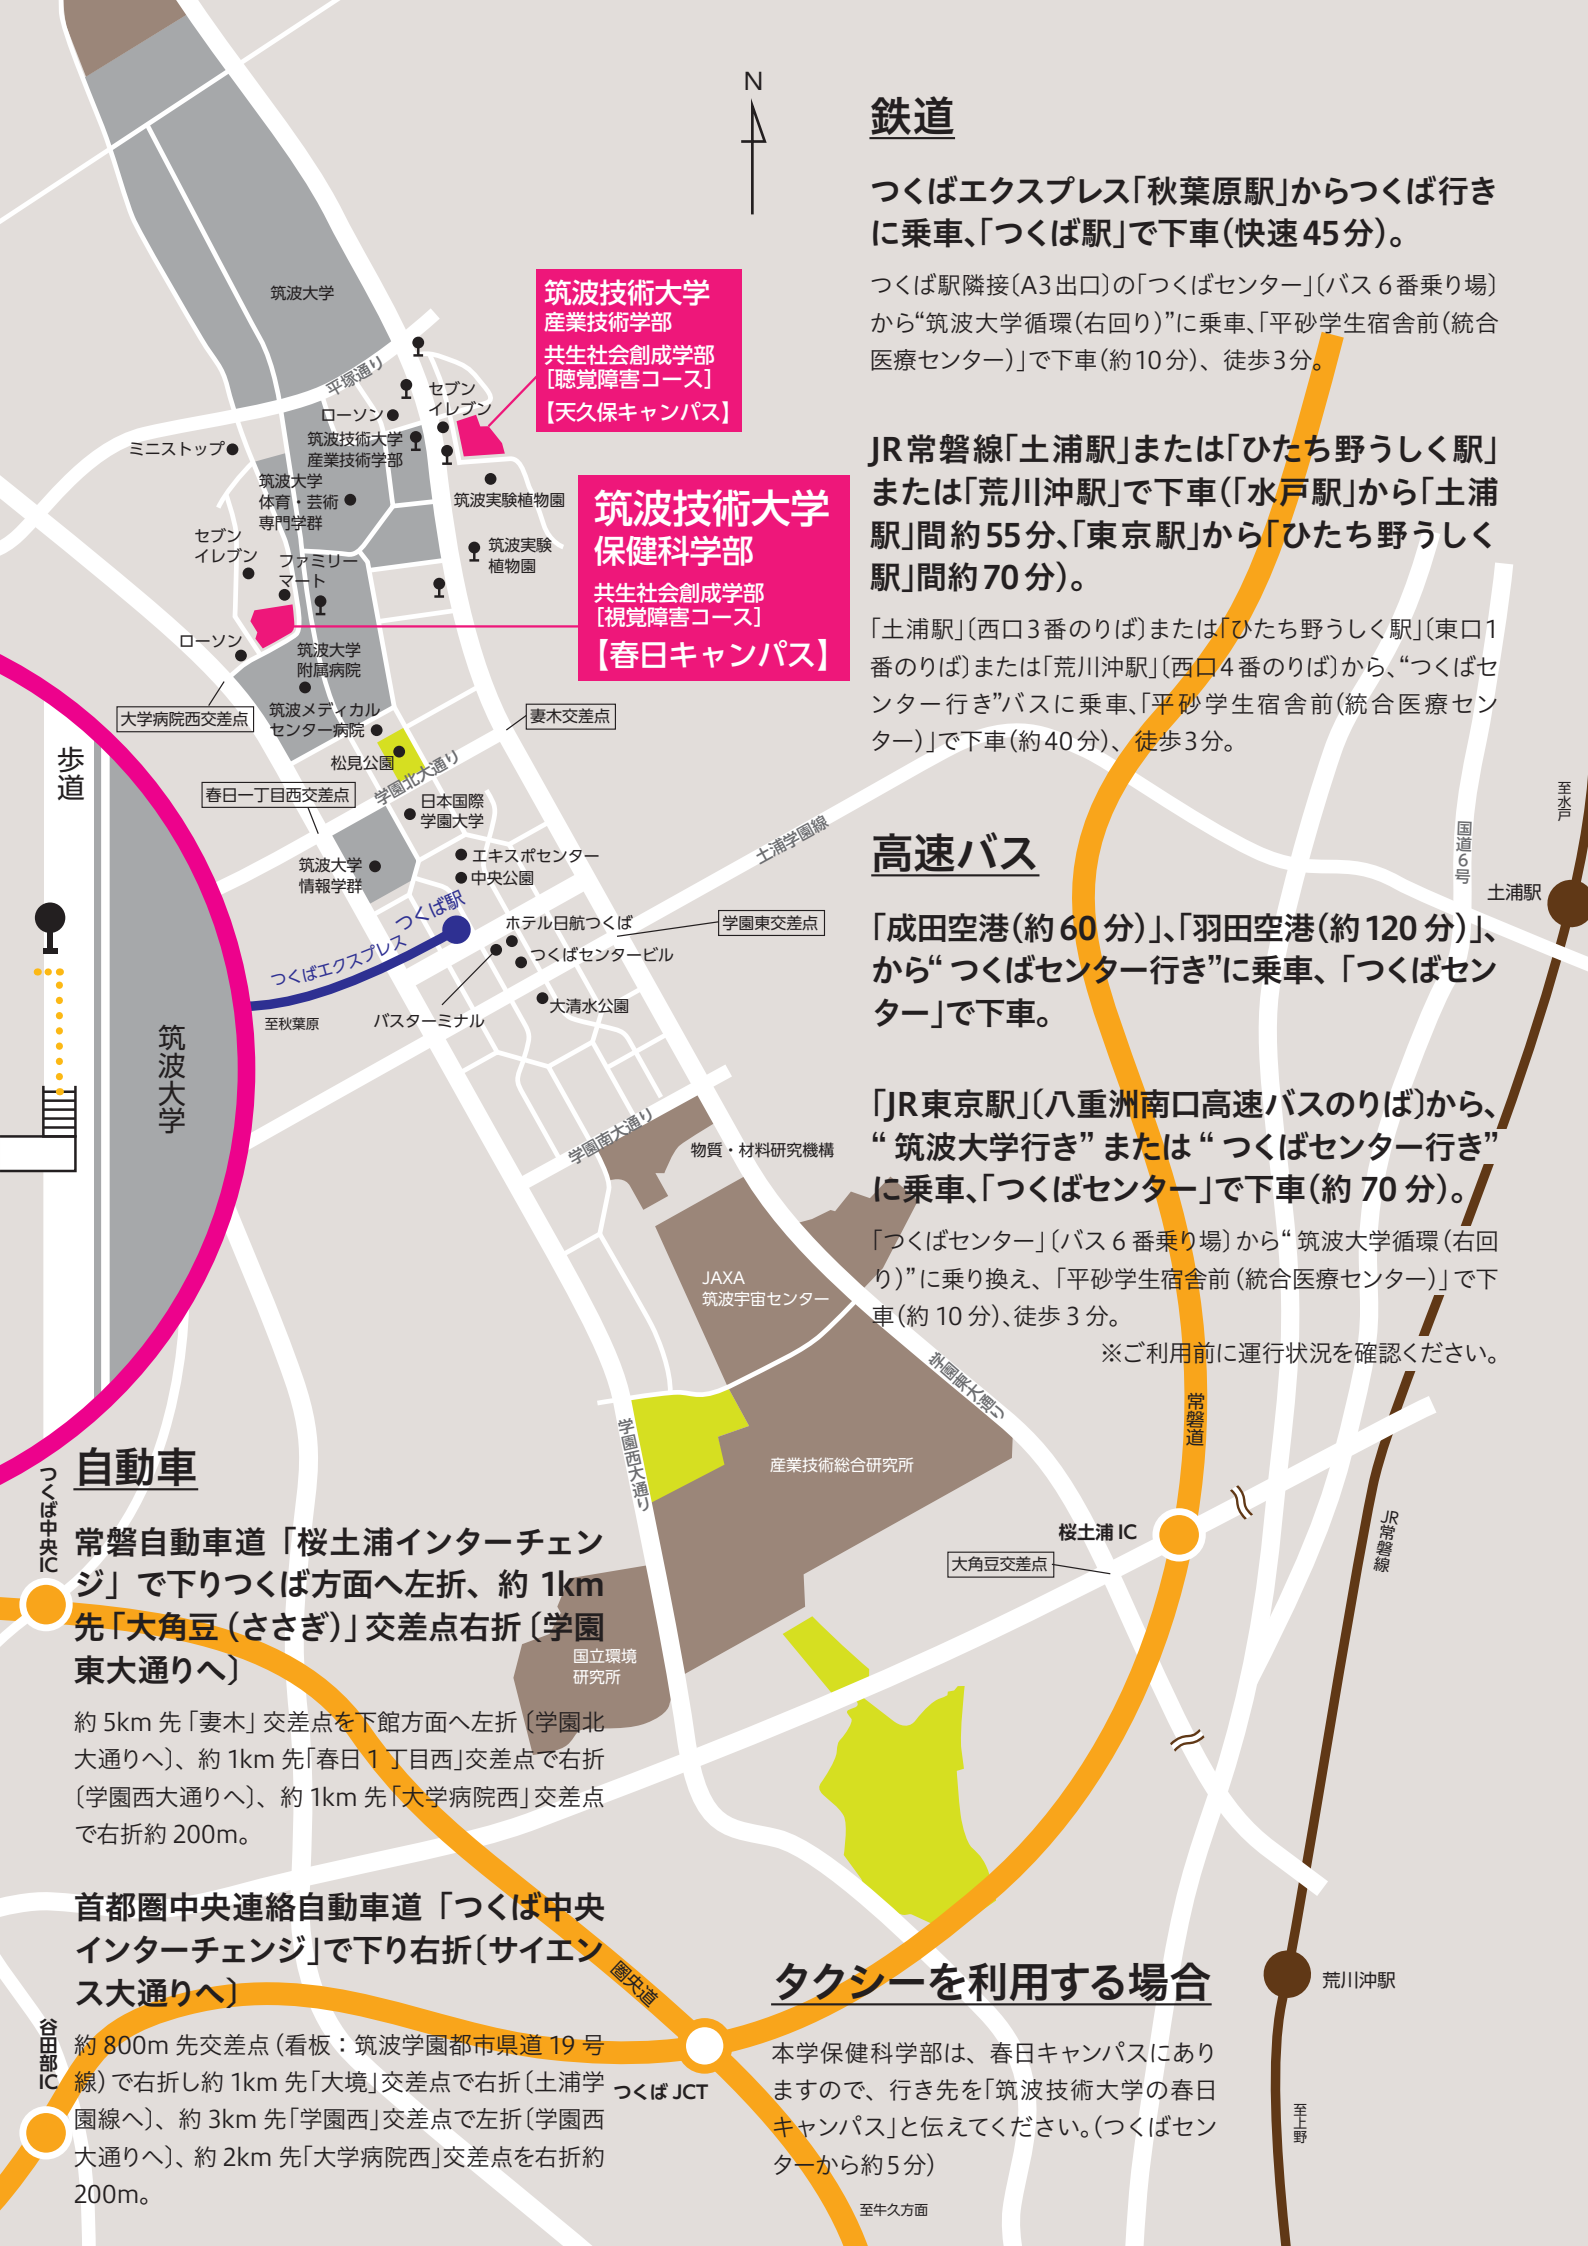 N
筑波大学
平塚通り
ローソン
セブン
イレブン
ミニストップ
筑波技術大学
産業技術学部
筑波大学
体育・芸術
専門学群
筑波実験植物園
筑波実験
植物園
セブン
イレブン
ファミリー
マート
ローソン
筑波大学
附属病院
大学病院西交差点
筑波メディカル
センター病院
妻木交差点
松見公園
学園北大通り
春日一丁目西交差点
日本国際
学園大学
筑波大学
情報学群
エキスポセンター
中央公園
土浦学園線
つくば駅
つくばエクスプレス
至秋葉原
ホテル日航つくば
学園東交差点
つくばセンタービル
大清水公園
バスターミナル
学園南大通り
物質・材料研究機構
JAXA
筑波宇宙センター
学園東大通り
学園西大通り
産業技術総合研究所
国立環境
研究所
桜土浦 IC
大角豆交差点
常磐道
JR常磐線
国道6号
至水戸
土浦駅
荒川沖駅
至上野
圏央道
つくば JCT
至牛久方面
つくば中央IC
谷田部IC
歩道
筑波大学
筑波技術大学
産業技術学部
共生社会創成学部
［聴覚障害コース］
【天久保キャンパス】
筑波技術大学
保健科学部
共生社会創成学部
［視覚障害コース］
【春日キャンパス】
鉄道
つくばエクスプレス「秋葉原駅」からつくば行き
に乗車、「つくば駅」で下車（快速45分）。
つくば駅隣接〔A3出口〕の「つくばセンター」〔バス6番乗り場〕
から“筑波大学循環（右回り）”に乗車、「平砂学生宿舎前（統合
医療センター）」で下車（約10分）、徒歩3分。
JR常磐線「土浦駅」または「ひたち野うしく駅」
または「荒川沖駅」で下車（「水戸駅」から「土浦
駅」間約55分、「東京駅」から「ひたち野うしく
駅」間約70分）。
「土浦駅」〔西口3番のりば〕または「ひたち野うしく駅」〔東口1
番のりば〕または「荒川沖駅」〔西口4番のりば〕から、“つくばセ
ンター行き”バスに乗車、「平砂学生宿舎前（統合医療セン
ター）」で下車（約40分）、徒歩3分。
高速バス
「成田空港（約60分）」、「羽田空港（約120分）」、
から“つくばセンター行き”に乗車、「つくばセン
ター」で下車。
「JR東京駅」〔八重洲南口高速バスのりば〕から、
“筑波大学行き”または“つくばセンター行き”
に乗車、「つくばセンター」で下車（約70分）。
「つくばセンター」〔バス6番乗り場〕から“筑波大学循環（右回
り）”に乗り換え、「平砂学生宿舎前（統合医療センター）」で下
車（約10分）、徒歩3分。
※ご利用前に運行状況を確認ください。
自動車
常磐自動車道「桜土浦インターチェン
ジ」で下りつくば方面へ左折、約1km
先「大角豆（ささぎ）」交差点右折〔学園
東大通りへ〕
約5km先「妻木」交差点を下館方面へ左折〔学園北
大通りへ〕、約1km先「春日1丁目西」交差点で右折
〔学園西大通りへ〕、約1km先「大学病院西」交差点
で右折約200m。
首都圏中央連絡自動車道「つくば中央
インターチェンジ」で下り右折〔サイエン
ス大通りへ〕
約800m先交差点（看板：筑波学園都市県道19号
線）で右折し約1km先「大境」交差点で右折〔土浦学
園線へ〕、約3km先「学園西」交差点で左折〔学園西
大通りへ〕、約2km先「大学病院西」交差点を右折約
200m。
タクシーを利用する場合
本学保健科学部は、春日キャンパスにあり
ますので、行き先を「筑波技術大学の春日
キャンパス」と伝えてください。（つくばセン
ターから約5分）